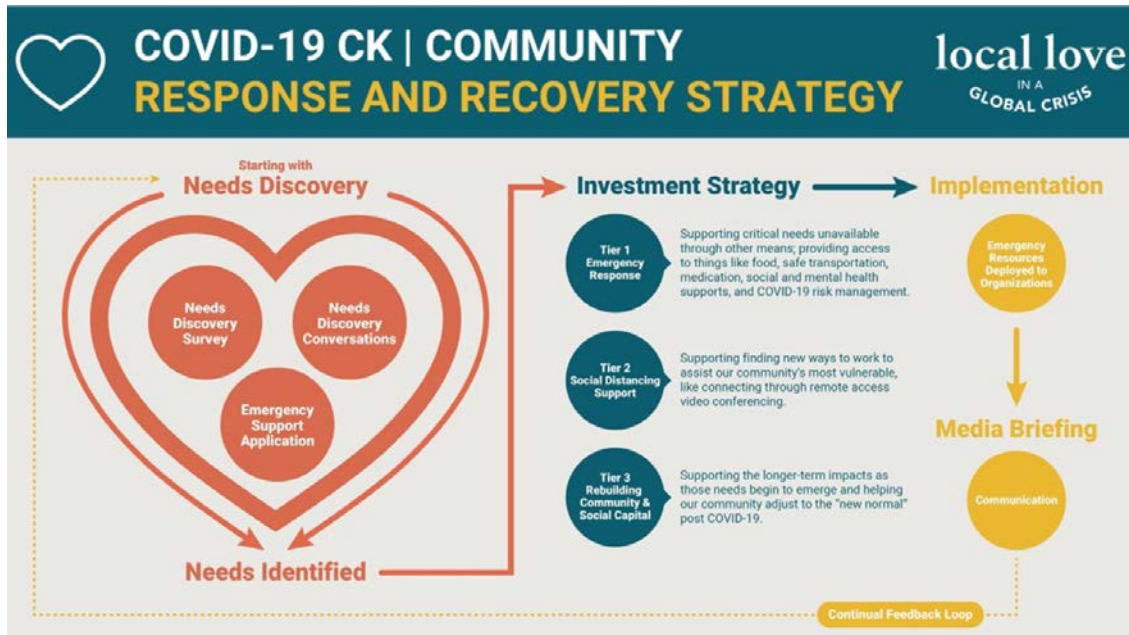 COVID-19 CK | COMMUNITY
RESPONSE AND RECOVERY STRATEGY
local love
IN A
GLOBAL CRISIS
Starting with
Needs Discovery
Needs
Discovery
Survey
Needs
Discovery
Conversations
Emergency
Support
Application
Needs Identified
Investment Strategy
Tier 1
Emergency
Response
Supporting critical needs unavailable
through other means; providing access
to things like food, safe transportation,
medication, social and mental health
supports, and COVID-19 risk management.
Tier 2
Social Distancing
Support
Supporting finding new ways to work to
assist our community's most vulnerable,
like connecting through remote access
video conferencing.
Tier 3
Rebuilding
Community &
Social Capital
Supporting the longer-term impacts as
those needs begin to emerge and helping
our community adjust to the "new normal"
post COVID-19.
Implementation
Emergency
Resources
Deployed to
Organizations
Media Briefing
Communication
Continual Feedback Loop